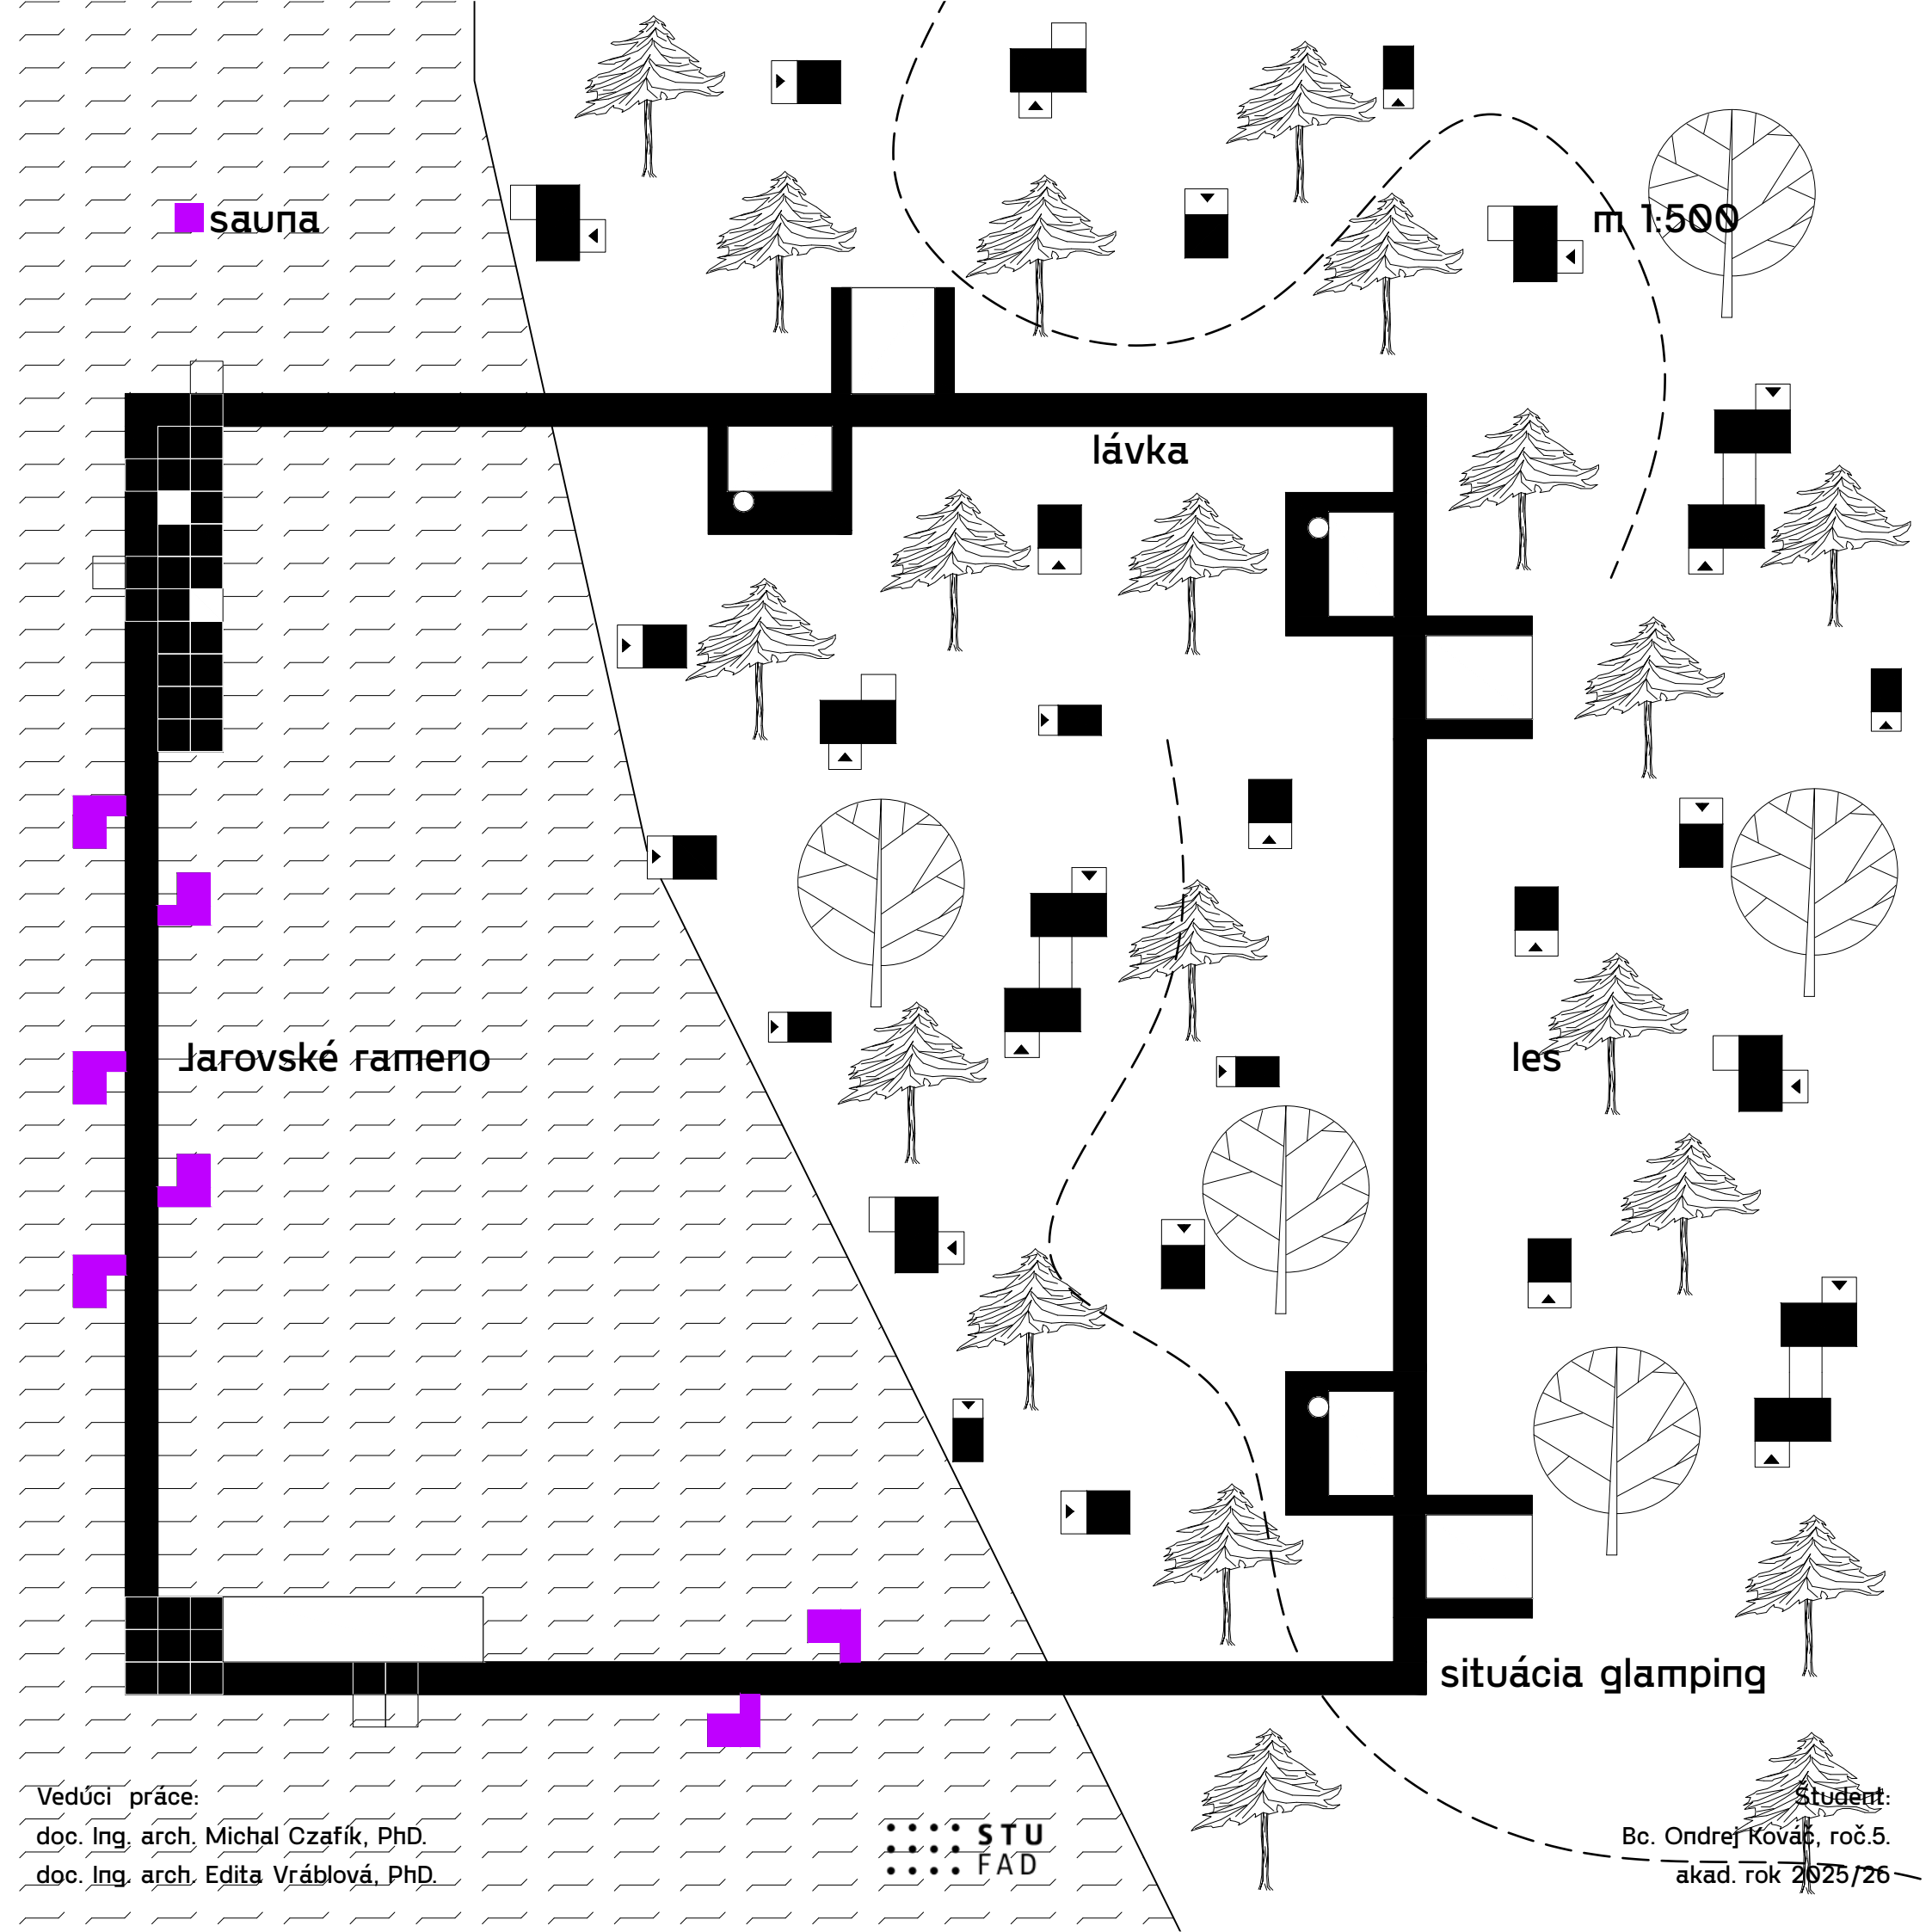 sauna
m 1:500
lávka
Jarovské rameno
les
situácia glamping
Vedúci práce:
doc. Ing. arch. Michal Czafík, PhD.
doc. Ing. arch. Edita Vráblová, PhD.
STU
FAD
Študent:
Bc. Ondrej Kováč, roč.5.
akad. rok 2025/26